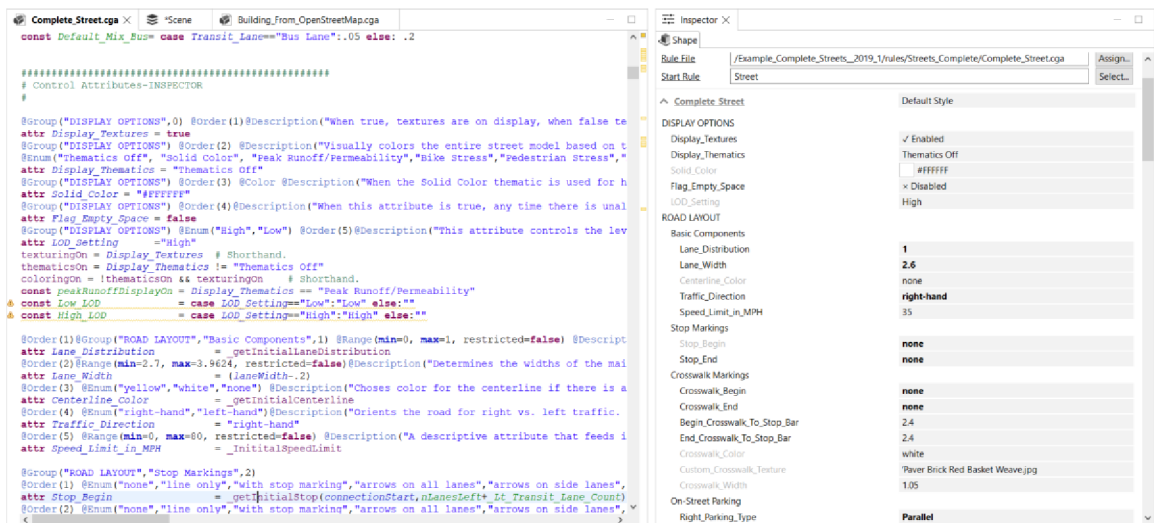 Complete_Street.cga
*Scene
Building_From_OpenStreetMap.cga
const Default_Mix_Bus= case Transit_Lane=="Bus Lane":.05 else: .2
####################################################
# Control Attributes-INSPECTOR
#
@Group("DISPLAY OPTIONS",0) @Order(1)@Description("When true, textures are on display, when false te
attr Display_Textures = true
@Group("DISPLAY OPTIONS") @Order(2) @Description("Visually colors the entire street model based on t
@Enum("Thematics Off", "Solid Color", "Peak Runoff/Permeability","Bike Stress","Pedestrian Stress","
attr Display_Thematics = "Thematics Off"
@Group("DISPLAY OPTIONS") @Order(3) @Color @Description("When the Solid Color thematic is used for h
attr Solid_Color = "#FFFFFF"
@Group("DISPLAY OPTIONS") @Order(4)@Description("When this attribute is true, any time there is unal
attr Flag_Empty_Space = false
@Group("DISPLAY OPTIONS") @Enum("High","Low") @Order(5)@Description("This attribute controls the lev
attr LOD_Setting ="High"
texturingOn = Display_Textures # Shorthand.
thematicsOn = Display_Thematics != "Thematics Off"
coloringOn = !thematicsOn && texturingOn # Shorthand.
const peakRunoffDisplayOn = Display_Thematics == "Peak Runoff/Permeability"
const Low_LOD = case LOD_Setting=="Low":"Low" else:""
const High_LOD = case LOD_Setting=="High":"High" else:""
@Order(1)@Group("ROAD LAYOUT","Basic Components",1) @Range(min=0, max=1, restricted=false) @Descript
attr Lane_Distribution = _getInitialLaneDistribution
@Order(2)@Range(min=2.7, max=3.9624, restricted=false)@Description("Determines the widths of the mai
attr Lane_Width = (laneWidth-.2)
@Order(3) @Enum("yellow","white","none") @Description("Choses color for the centerline if there is a
attr Centerline_Color = _getInitialCenterline
@Order(4) @Enum("right-hand","left-hand")@Description("Orients the road for right vs. left traffic.
attr Traffic_Direction = "right-hand"
@Order(5) @Range(min=0, max=80, restricted=false) @Description("A descriptive attribute that feeds i
attr Speed_Limit_in_MPH = _InititalSpeedLimit
@Group("ROAD LAYOUT","Stop Markings",2)
@Order(1) @Enum("none","line only","with stop marking","arrows on all lanes","arrows on side lanes",
attr Stop_Begin = _getInitialStop(connectionStart,nLanesLeft+_Lt_Transit_Lane_Count)
@Order(2) @Enum("none","line only","with stop marking","arrows on all lanes","arrows on side lanes",
Inspector
Shape
Rule File /Example_Complete_Streets__2019_1/rules/Streets_Complete/Complete_Street.cga Assign...
Start Rule Street Select...
Complete Street Default Style
DISPLAY OPTIONS
Display_Textures ✓ Enabled
Display_Thematics Thematics Off
Solid_Color #FFFFFF
Flag_Empty_Space × Disabled
LOD_Setting High
ROAD LAYOUT
Basic Components
Lane_Distribution 1
Lane_Width 2.6
Centerline_Color none
Traffic_Direction right-hand
Speed_Limit_in_MPH 35
Stop Markings
Stop_Begin none
Stop_End none
Crosswalk Markings
Crosswalk_Begin none
Crosswalk_End none
Begin_Crosswalk_To_Stop_Bar 2.4
End_Crosswalk_To_Stop_Bar 2.4
Crosswalk_Color white
Custom_Crosswalk_Texture 'Paver Brick Red Basket Weave.jpg
Crosswalk_Width 1.05
On-Street Parking
Right_Parking_Type Parallel